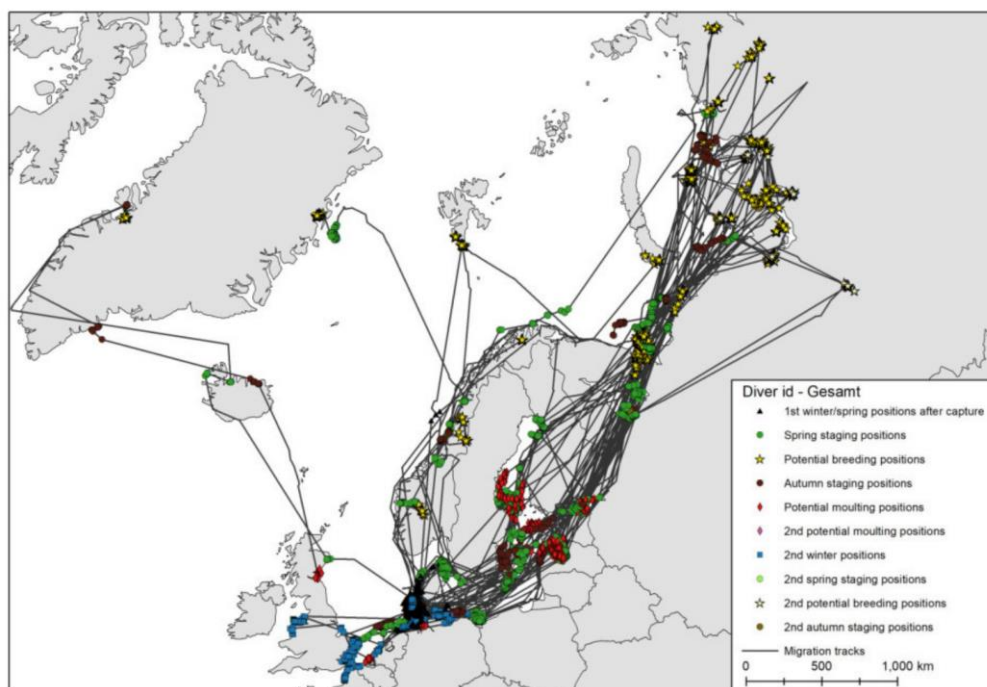 Diver id - Gesamt
1st winter/spring positions after capture
Spring staging positions
Potential breeding positions
Autumn staging positions
Potential moulting positions
2nd potential moulting positions
2nd winter positions
2nd spring staging positions
2nd potential breeding positions
2nd autumn staging positions
Migration tracks
0 500 1,000 km